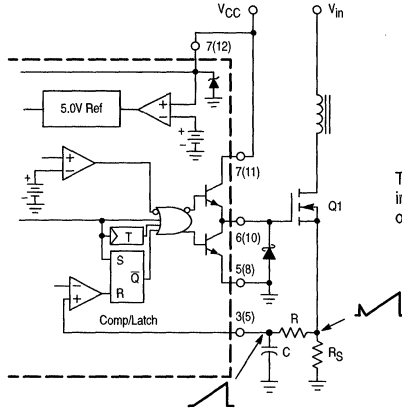 VCC
Vin
7(12)
5.0V Ref
+
−
+
−
7(11)
+
−
+
−
Q1
T
in
o
6(10)
T
S
Q
R
5(8)
−
+
Comp/Latch
3(5)
R
C
RS